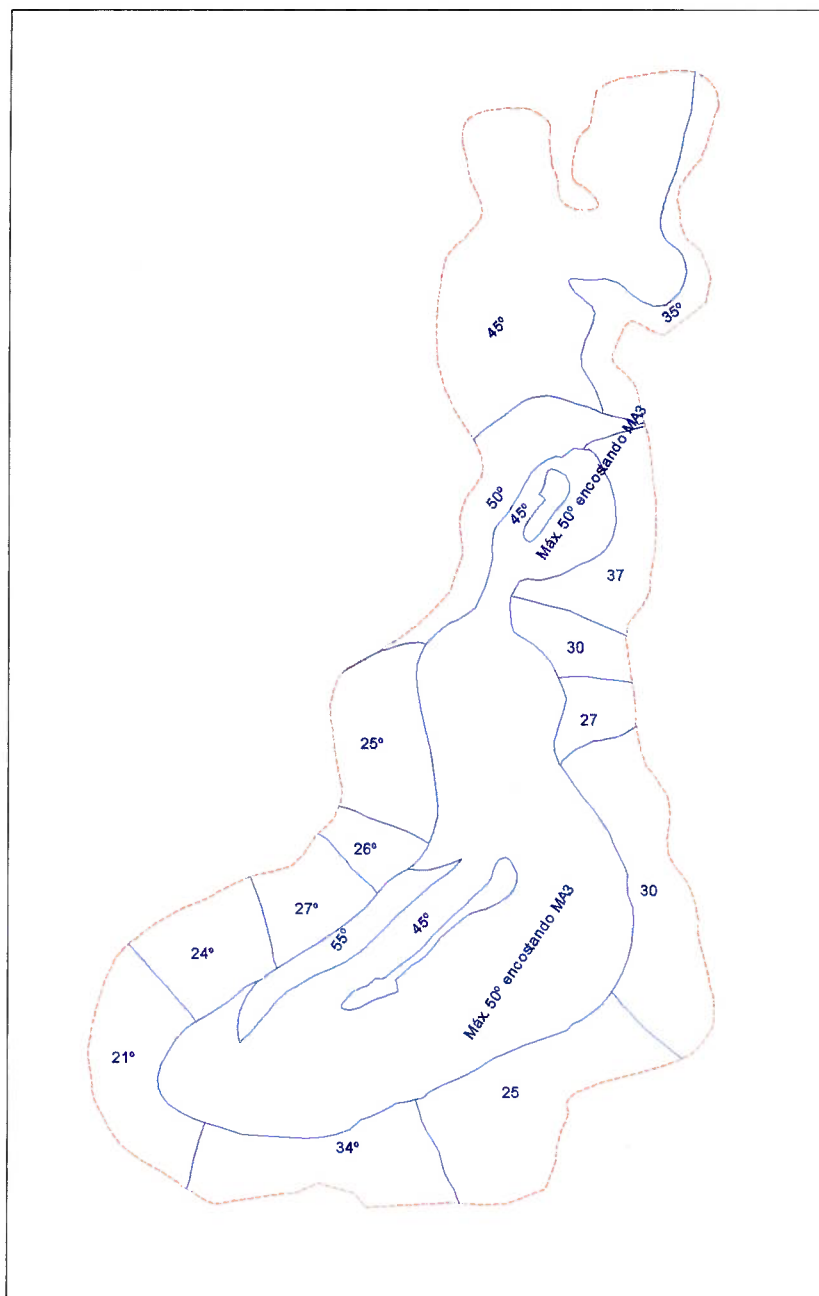 45º
35º
50º
45º
Máx. 50º encostando MA3
37
30
27
25º
26º
30
27º
55º
45º
24º
Máx. 50º encostando MA3
21º
25
34º